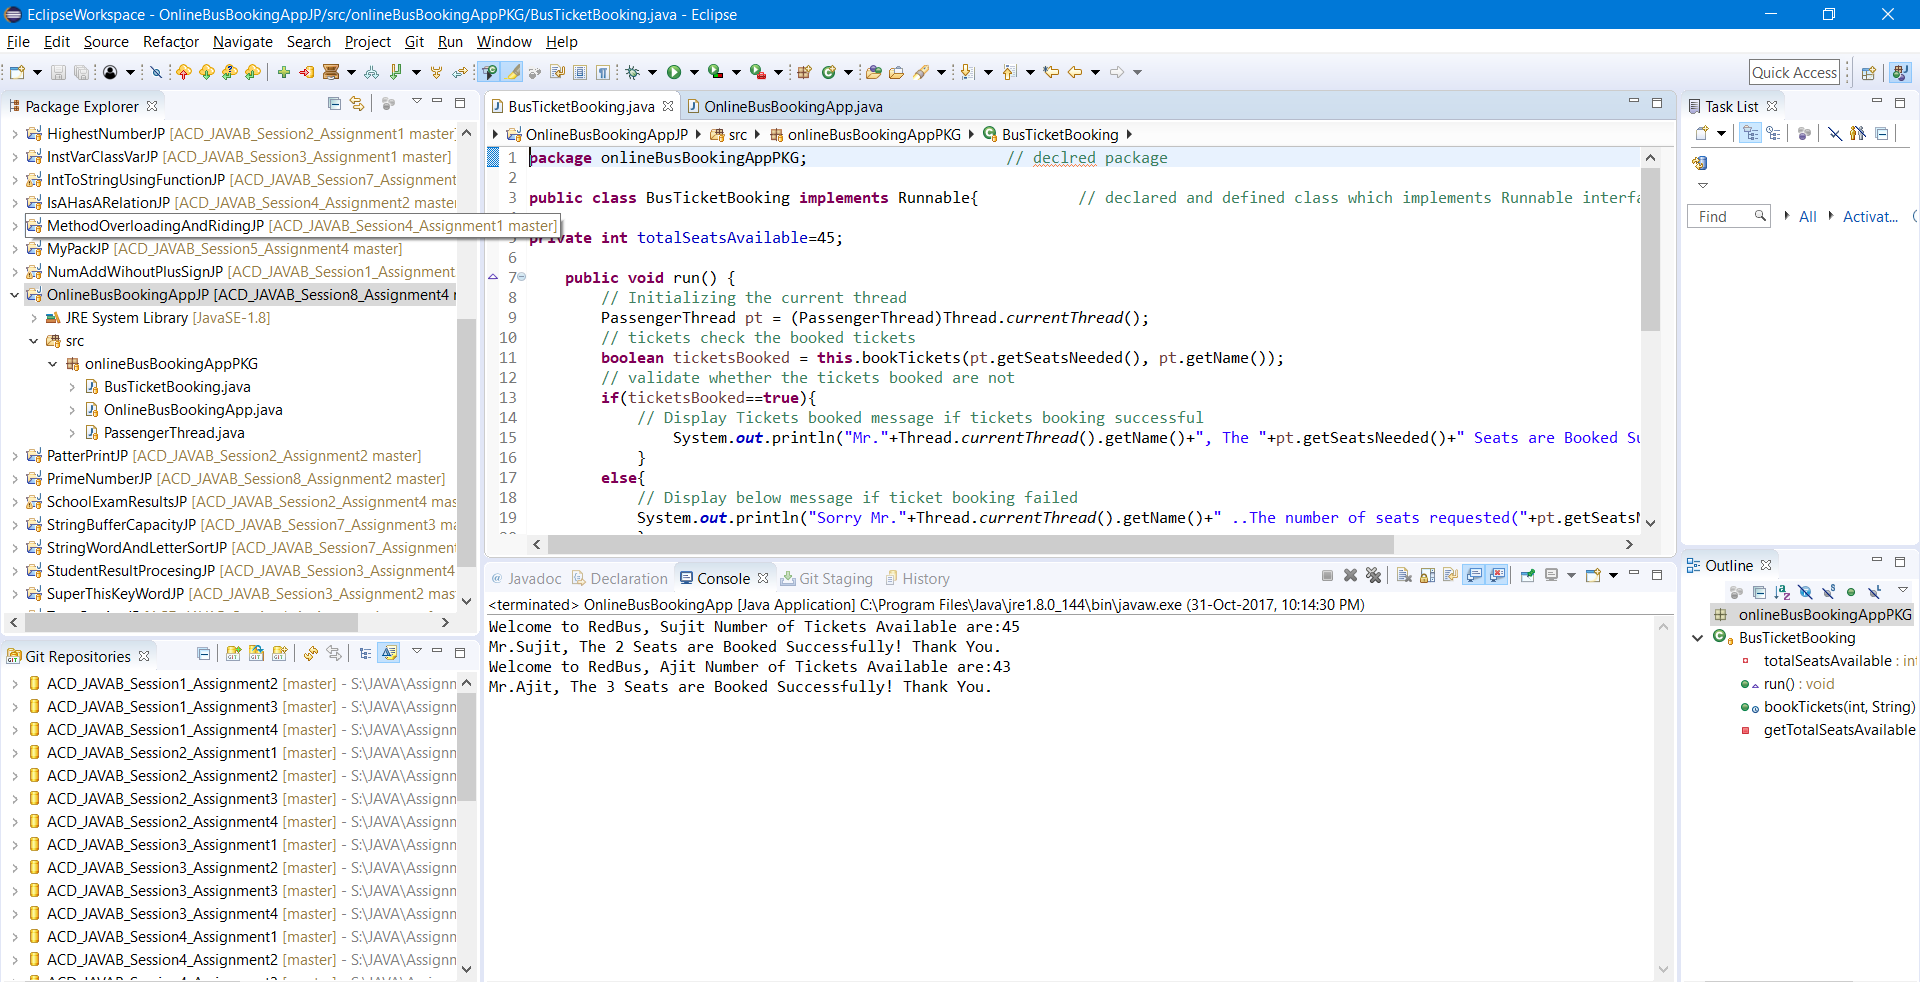 EclipseWorkspace - OnlineBusBookingAppJP/src/onlineBusBookingAppPKG/BusTicketBooking.java - Eclipse
File Edit Source Refactor Navigate Search Project Git Run Window Help
Quick Access
Package Explorer
HighestNumberJP [ACD_JAVAB_Session2_Assignment1 master]
InstVarClassVarJP [ACD_JAVAB_Session3_Assignment1 master]
IntToStringUsingFunctionJP [ACD_JAVAB_Session7_Assignment
IsAHasARelationJP [ACD_JAVAB_Session4_Assignment2 master
MethodOverloadingAndRidingJP [ACD_JAVAB_Session4_Assignment1 master]
MyPackJP [ACD_JAVAB_Session5_Assignment4 master]
NumAddWihoutPlusSignJP [ACD_JAVAB_Session1_Assignment
OnlineBusBookingAppJP [ACD_JAVAB_Session8_Assignment4
JRE System Library [JavaSE-1.8]
src
onlineBusBookingAppPKG
BusTicketBooking.java
OnlineBusBookingApp.java
PassengerThread.java
PatterPrintJP [ACD_JAVAB_Session2_Assignment2 master]
PrimeNumberJP [ACD_JAVAB_Session8_Assignment2 master]
SchoolExamResultsJP [ACD_JAVAB_Session2_Assignment4 mas
StringBufferCapacityJP [ACD_JAVAB_Session7_Assignment3 ma
StringWordAndLetterSortJP [ACD_JAVAB_Session7_Assignment
StudentResultProcesingJP [ACD_JAVAB_Session3_Assignment4
SuperThisKeyWordJP [ACD_JAVAB_Session3_Assignment2 mas
Git Repositories
ACD_JAVAB_Session1_Assignment2 [master] - S:\JAVA\Assignn
ACD_JAVAB_Session1_Assignment3 [master] - S:\JAVA\Assignn
ACD_JAVAB_Session1_Assignment4 [master] - S:\JAVA\Assignn
ACD_JAVAB_Session2_Assignment1 [master] - S:\JAVA\Assignn
ACD_JAVAB_Session2_Assignment2 [master] - S:\JAVA\Assignn
ACD_JAVAB_Session2_Assignment3 [master] - S:\JAVA\Assignn
ACD_JAVAB_Session2_Assignment4 [master] - S:\JAVA\Assignn
ACD_JAVAB_Session3_Assignment1 [master] - S:\JAVA\Assignn
ACD_JAVAB_Session3_Assignment2 [master] - S:\JAVA\Assignn
ACD_JAVAB_Session3_Assignment3 [master] - S:\JAVA\Assignn
ACD_JAVAB_Session3_Assignment4 [master] - S:\JAVA\Assignn
ACD_JAVAB_Session4_Assignment1 [master] - S:\JAVA\Assignn
ACD_JAVAB_Session4_Assignment2 [master] - S:\JAVA\Assignn
BusTicketBooking.java OnlineBusBookingApp.java
OnlineBusBookingAppJP src onlineBusBookingAppPKG BusTicketBooking
1 package onlineBusBookingAppPKG; // declred package
2
3 public class BusTicketBooking implements Runnable{ // declared and defined class which implements Runnable interfa
5 private int totalSeatsAvailable=45;
6
7 public void run() {
8 // Initializing the current thread
9 PassengerThread pt = (PassengerThread)Thread.currentThread();
10 // tickets check the booked tickets
11 boolean ticketsBooked = this.bookTickets(pt.getSeatsNeeded(), pt.getName());
12 // validate whether the tickets booked are not
13 if(ticketsBooked==true){
14 // Display Tickets booked message if tickets booking successful
15 System.out.println("Mr."+Thread.currentThread().getName()+", The "+pt.getSeatsNeeded()+" Seats are Booked Su
16 }
17 else{
18 // Display below message if ticket booking failed
19 System.out.println("Sorry Mr."+Thread.currentThread().getName()+" ..The number of seats requested("+pt.getSeatsN
@ Javadoc Declaration Console Git Staging History
<terminated> OnlineBusBookingApp [Java Application] C:\Program Files\Java\jre1.8.0_144\bin\javaw.exe (31-Oct-2017, 10:14:30 PM)
Welcome to RedBus, Sujit Number of Tickets Available are:45
Mr.Sujit, The 2 Seats are Booked Successfully! Thank You.
Welcome to RedBus, Ajit Number of Tickets Available are:43
Mr.Ajit, The 3 Seats are Booked Successfully! Thank You.
Task List
Find All Activat...
Outline
onlineBusBookingAppPKG
BusTicketBooking
totalSeatsAvailable : int
run() : void
bookTickets(int, String)
getTotalSeatsAvailable